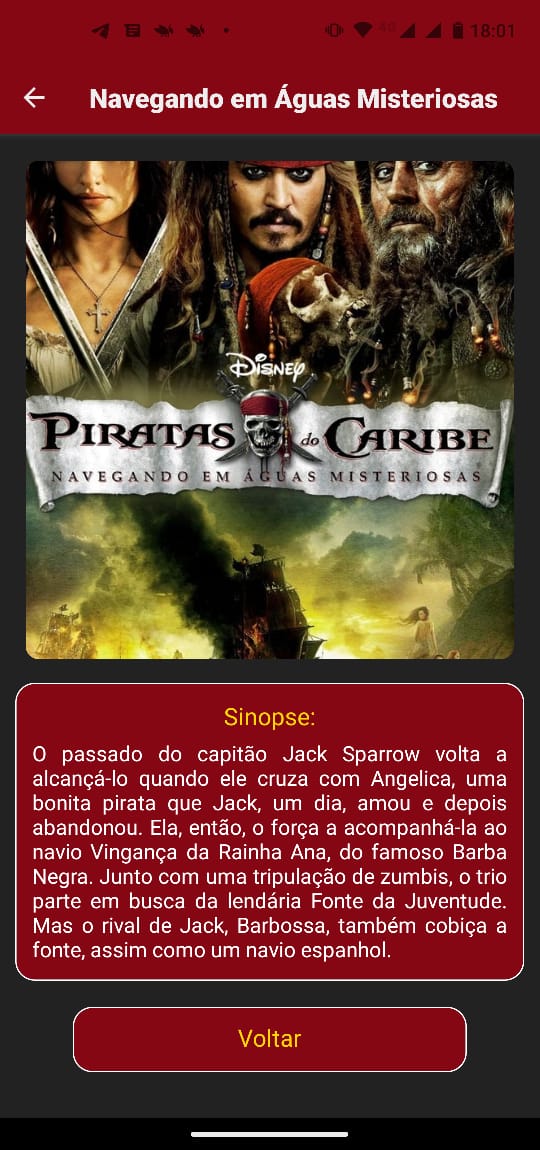 4G 18:01
Navegando em Águas Misteriosas
Disney
PIRATAS do CARIBE
NAVEGANDO EM ÁGUAS MISTERIOSAS
Sinopse:
O passado do capitão Jack Sparrow volta a
alcançá-lo quando ele cruza com Angelica, uma
bonita pirata que Jack, um dia, amou e depois
abandonou. Ela, então, o força a acompanhá-la ao
navio Vingança da Rainha Ana, do famoso Barba
Negra. Junto com uma tripulação de zumbis, o trio
parte em busca da lendária Fonte da Juventude.
Mas o rival de Jack, Barbossa, também cobiça a
fonte, assim como um navio espanhol.
Voltar